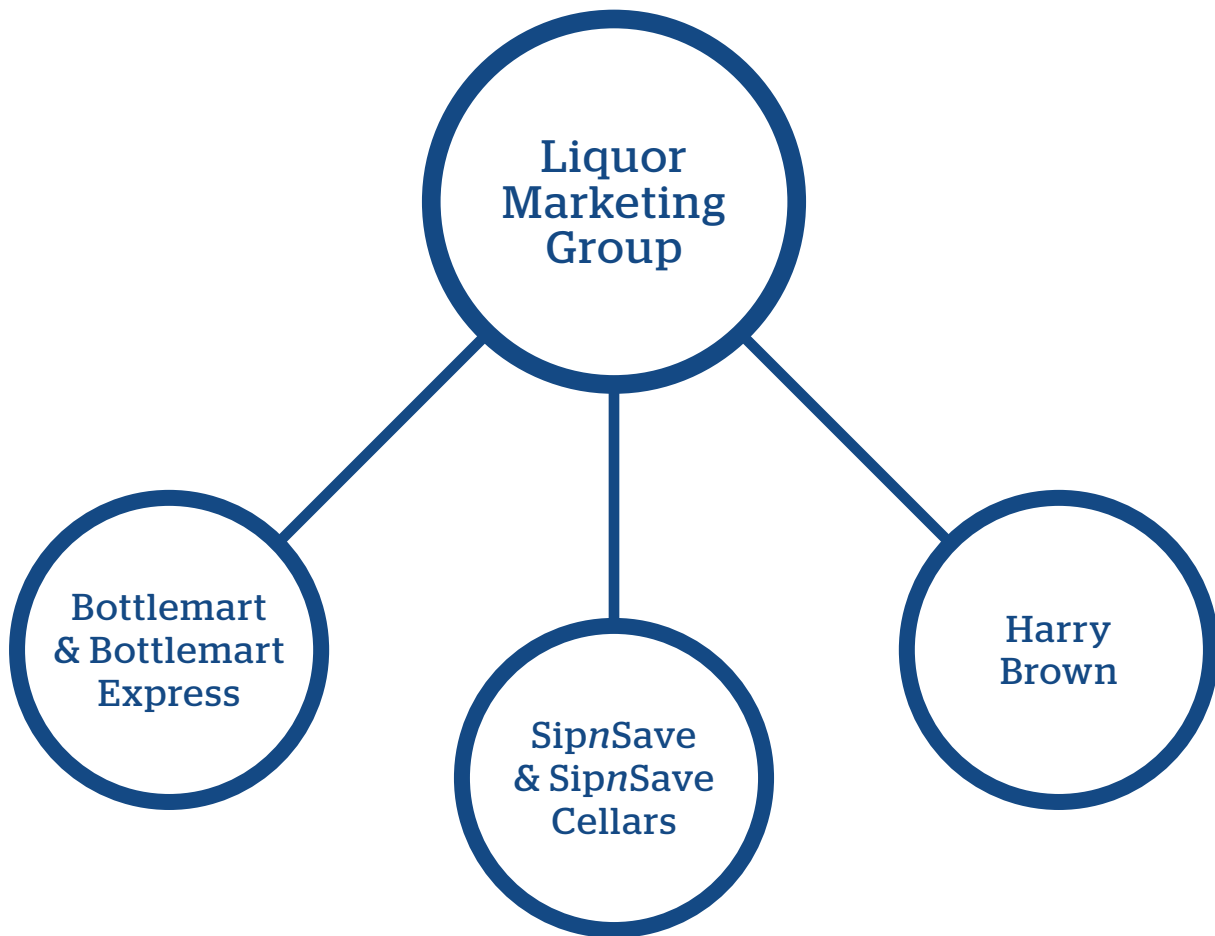 Liquor
Marketing
Group
Bottlemart
& Bottlemart
Express
SipnSave
& SipnSave
Cellars
Harry
Brown